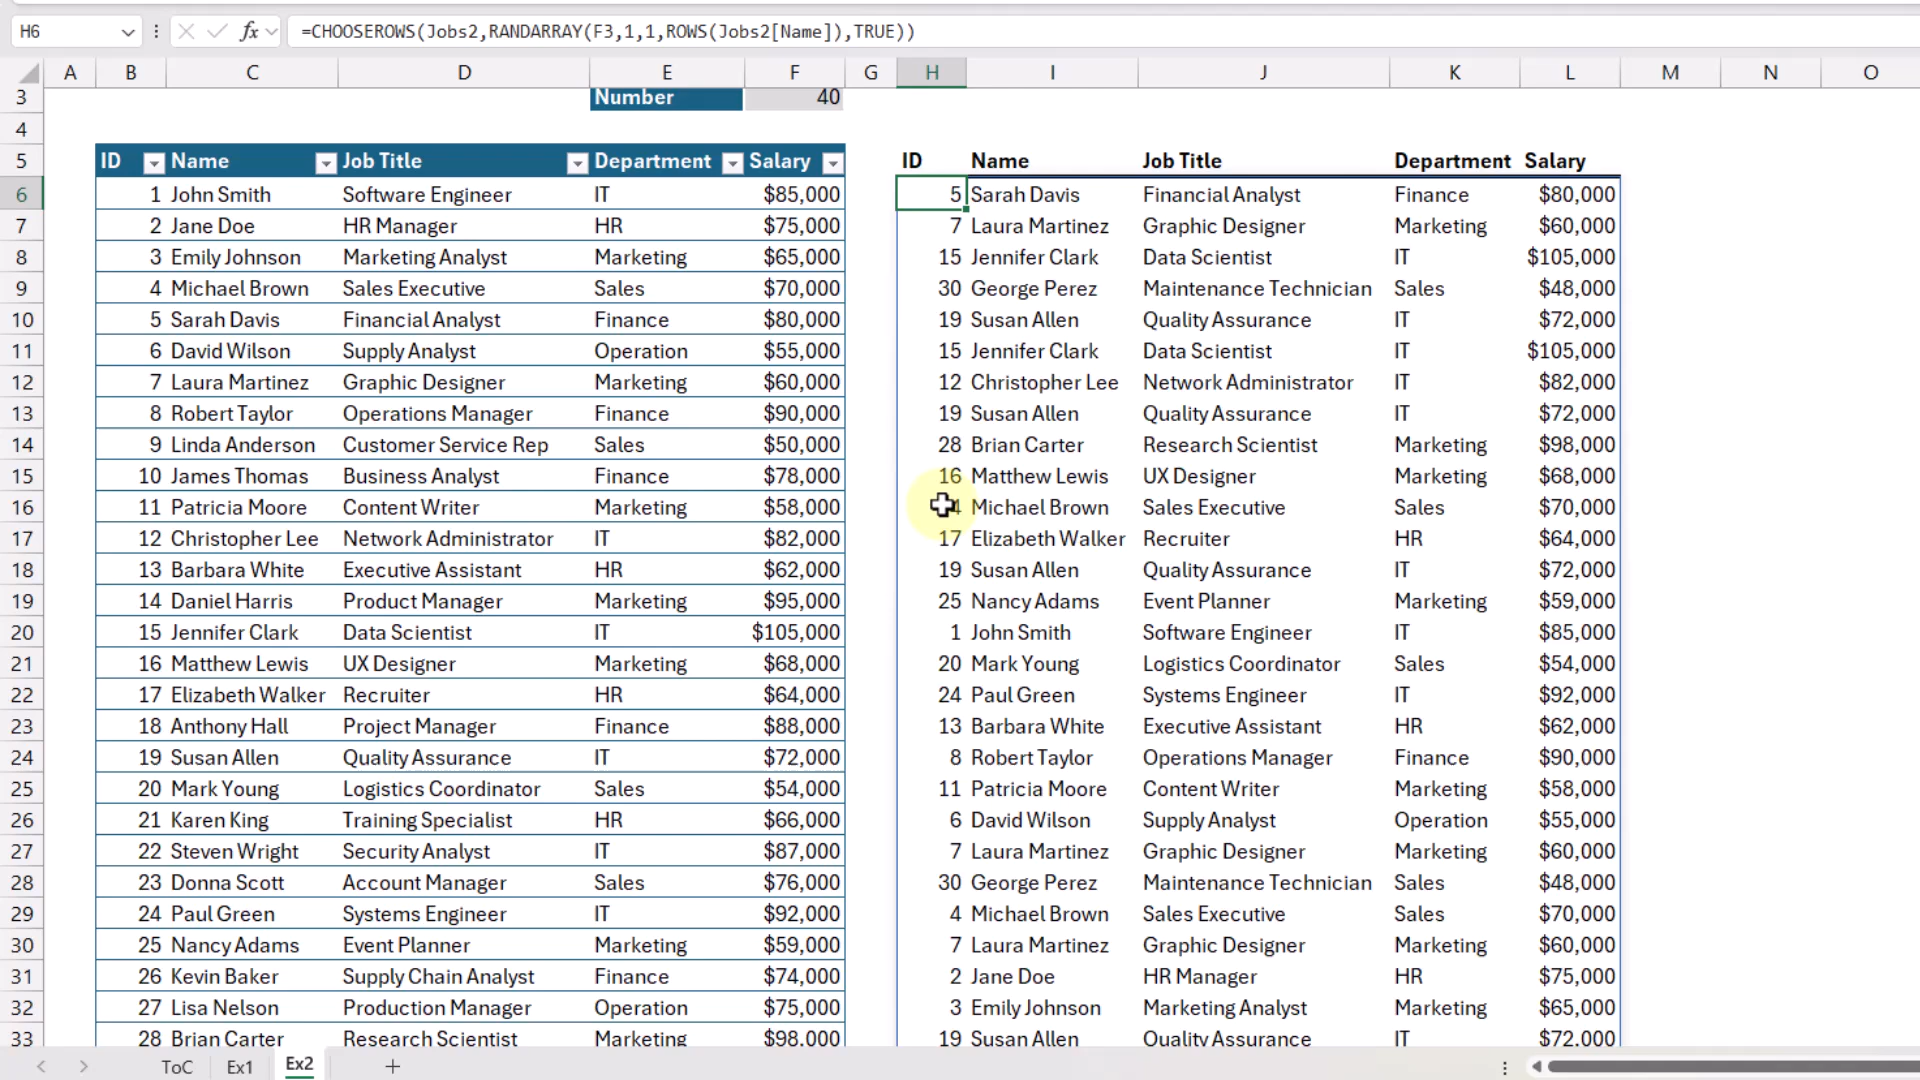 H6 fx =CHOOSEROWS(Jobs2,RANDARRAY(F3,1,1,ROWS(Jobs2[Name]),TRUE))
A B C D E F G H I J K L M N O
3 Number 40
4
5 ID Name Job Title Department Salary ID Name Job Title Department Salary
6 1 John Smith Software Engineer IT $85,000 5 Sarah Davis Financial Analyst Finance $80,000
7 2 Jane Doe HR Manager HR $75,000 7 Laura Martinez Graphic Designer Marketing $60,000
8 3 Emily Johnson Marketing Analyst Marketing $65,000 15 Jennifer Clark Data Scientist IT $105,000
9 4 Michael Brown Sales Executive Sales $70,000 30 George Perez Maintenance Technician Sales $48,000
10 5 Sarah Davis Financial Analyst Finance $80,000 19 Susan Allen Quality Assurance IT $72,000
11 6 David Wilson Supply Analyst Operation $55,000 15 Jennifer Clark Data Scientist IT $105,000
12 7 Laura Martinez Graphic Designer Marketing $60,000 12 Christopher Lee Network Administrator IT $82,000
13 8 Robert Taylor Operations Manager Finance $90,000 19 Susan Allen Quality Assurance IT $72,000
14 9 Linda Anderson Customer Service Rep Sales $50,000 28 Brian Carter Research Scientist Marketing $98,000
15 10 James Thomas Business Analyst Finance $78,000 16 Matthew Lewis UX Designer Marketing $68,000
16 11 Patricia Moore Content Writer Marketing $58,000 4 Michael Brown Sales Executive Sales $70,000
17 12 Christopher Lee Network Administrator IT $82,000 17 Elizabeth Walker Recruiter HR $64,000
18 13 Barbara White Executive Assistant HR $62,000 19 Susan Allen Quality Assurance IT $72,000
19 14 Daniel Harris Product Manager Marketing $95,000 25 Nancy Adams Event Planner Marketing $59,000
20 15 Jennifer Clark Data Scientist IT $105,000 1 John Smith Software Engineer IT $85,000
21 16 Matthew Lewis UX Designer Marketing $68,000 20 Mark Young Logistics Coordinator Sales $54,000
22 17 Elizabeth Walker Recruiter HR $64,000 24 Paul Green Systems Engineer IT $92,000
23 18 Anthony Hall Project Manager Finance $88,000 13 Barbara White Executive Assistant HR $62,000
24 19 Susan Allen Quality Assurance IT $72,000 8 Robert Taylor Operations Manager Finance $90,000
25 20 Mark Young Logistics Coordinator Sales $54,000 11 Patricia Moore Content Writer Marketing $58,000
26 21 Karen King Training Specialist HR $66,000 6 David Wilson Supply Analyst Operation $55,000
27 22 Steven Wright Security Analyst IT $87,000 7 Laura Martinez Graphic Designer Marketing $60,000
28 23 Donna Scott Account Manager Sales $76,000 30 George Perez Maintenance Technician Sales $48,000
29 24 Paul Green Systems Engineer IT $92,000 4 Michael Brown Sales Executive Sales $70,000
30 25 Nancy Adams Event Planner Marketing $59,000 7 Laura Martinez Graphic Designer Marketing $60,000
31 26 Kevin Baker Supply Chain Analyst Finance $74,000 2 Jane Doe HR Manager HR $75,000
32 27 Lisa Nelson Production Manager Operation $75,000 3 Emily Johnson Marketing Analyst Marketing $65,000
33 28 Brian Carter Research Scientist Marketing $98,000 19 Susan Allen Quality Assurance IT $72,000
ToC Ex1 Ex2